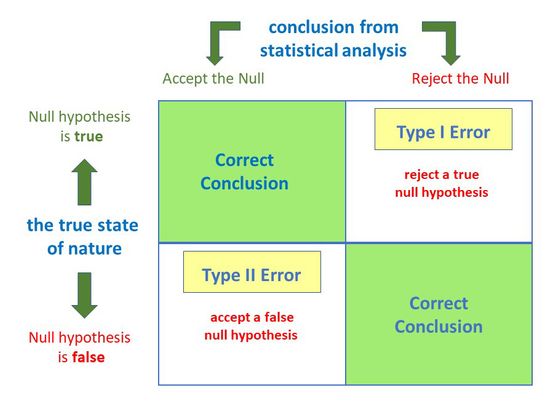 conclusion from
statistical analysis
Accept the Null
Reject the Null
Null hypothesis
is true
the true state
of nature
Null hypothesis
is false
Correct
Conclusion
Type I Error
reject a true
null hypothesis
Type II Error
accept a false
null hypothesis
Correct
Conclusion